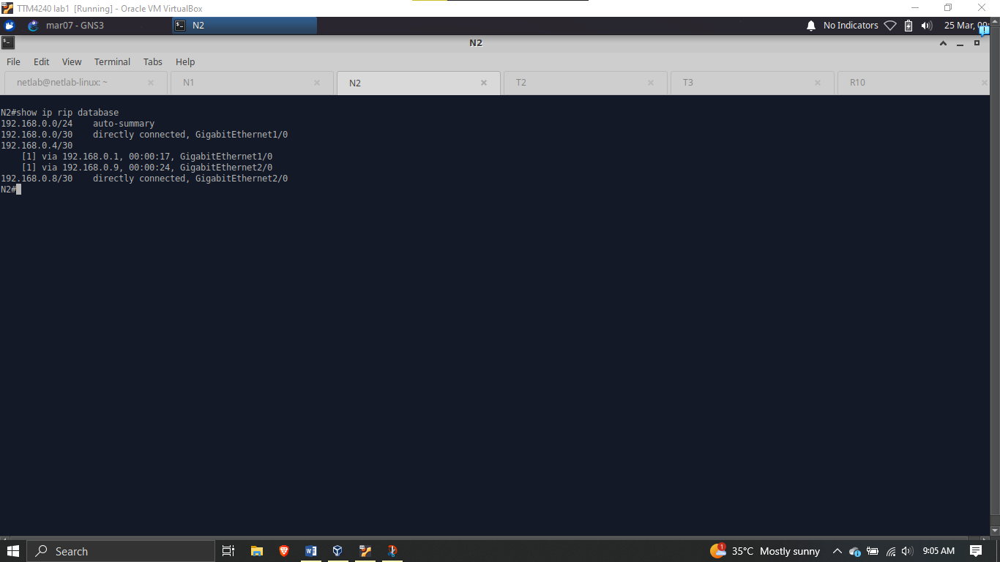 TTM4240 lab1 [Running] - Oracle VM VirtualBox
mar07 - GNS3
N2
No Indicators
25 Mar,
N2
File Edit View Terminal Tabs Help
netlab@netlab-linux: ~
N1
N2
T2
T3
R10
N2#show ip rip database
192.168.0.0/24    auto-summary
192.168.0.0/30    directly connected, GigabitEthernet1/0
192.168.0.4/30
    [1] via 192.168.0.1, 00:00:17, GigabitEthernet1/0
    [1] via 192.168.0.9, 00:00:24, GigabitEthernet2/0
192.168.0.8/30    directly connected, GigabitEthernet2/0
N2#
Search
1
35°C Mostly sunny
9:05 AM